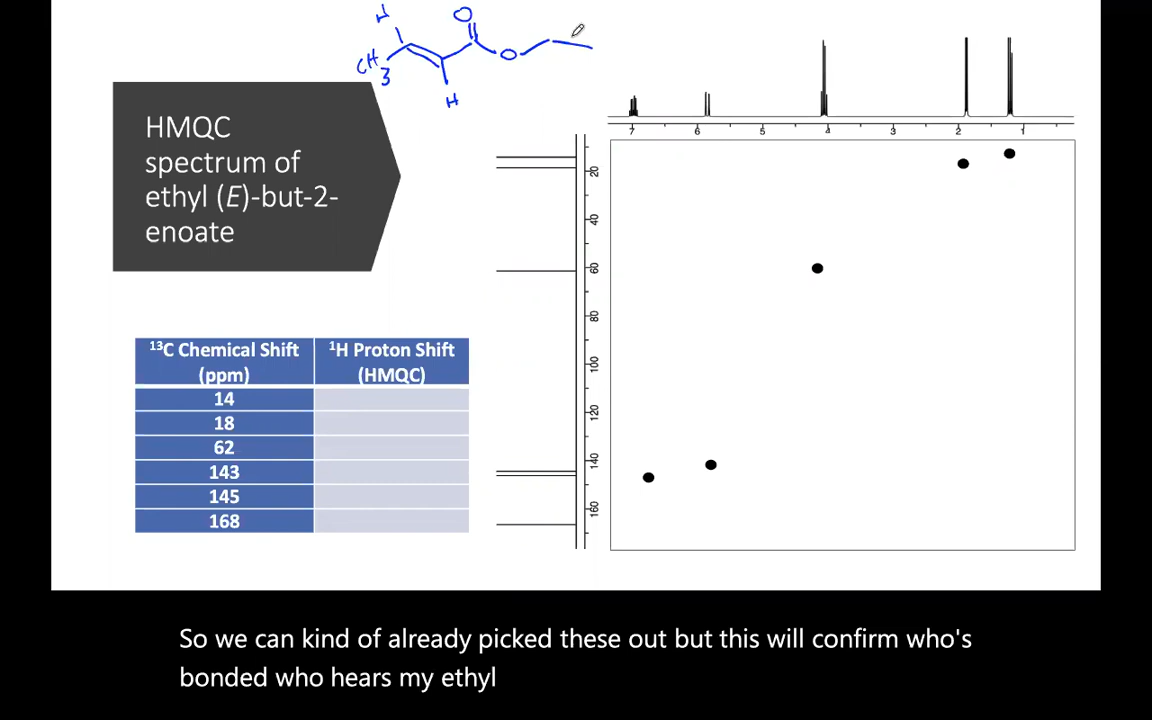 H
O
CH
3
O
H
HMQC
spectrum of
ethyl (E)-but-2-
enoate
7 6 5 4 3 2 1
20
40
60
80
100
120
140
160
13C Chemical Shift
(ppm)
1H Proton Shift
(HMQC)
14
18
62
143
145
168
So we can kind of already picked these out but this will confirm who's
bonded who hears my ethyl